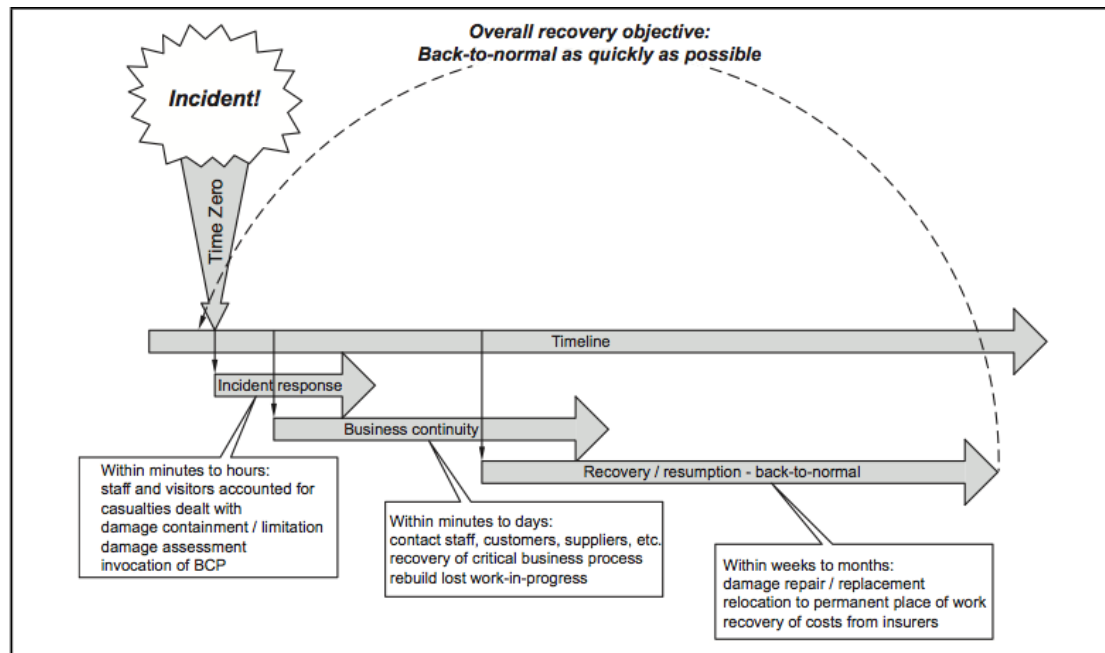 Overall recovery objective:
Back-to-normal as quickly as possible
Incident!
Time Zero
Timeline
Incident response
Business continuity
Recovery / resumption - back-to-normal
Within minutes to hours:
staff and visitors accounted for
casualties dealt with
damage containment / limitation
damage assessment
invocation of BCP
Within minutes to days:
contact staff, customers, suppliers, etc.
recovery of critical business process
rebuild lost work-in-progress
Within weeks to months:
damage repair / replacement
relocation to permanent place of work
recovery of costs from insurers